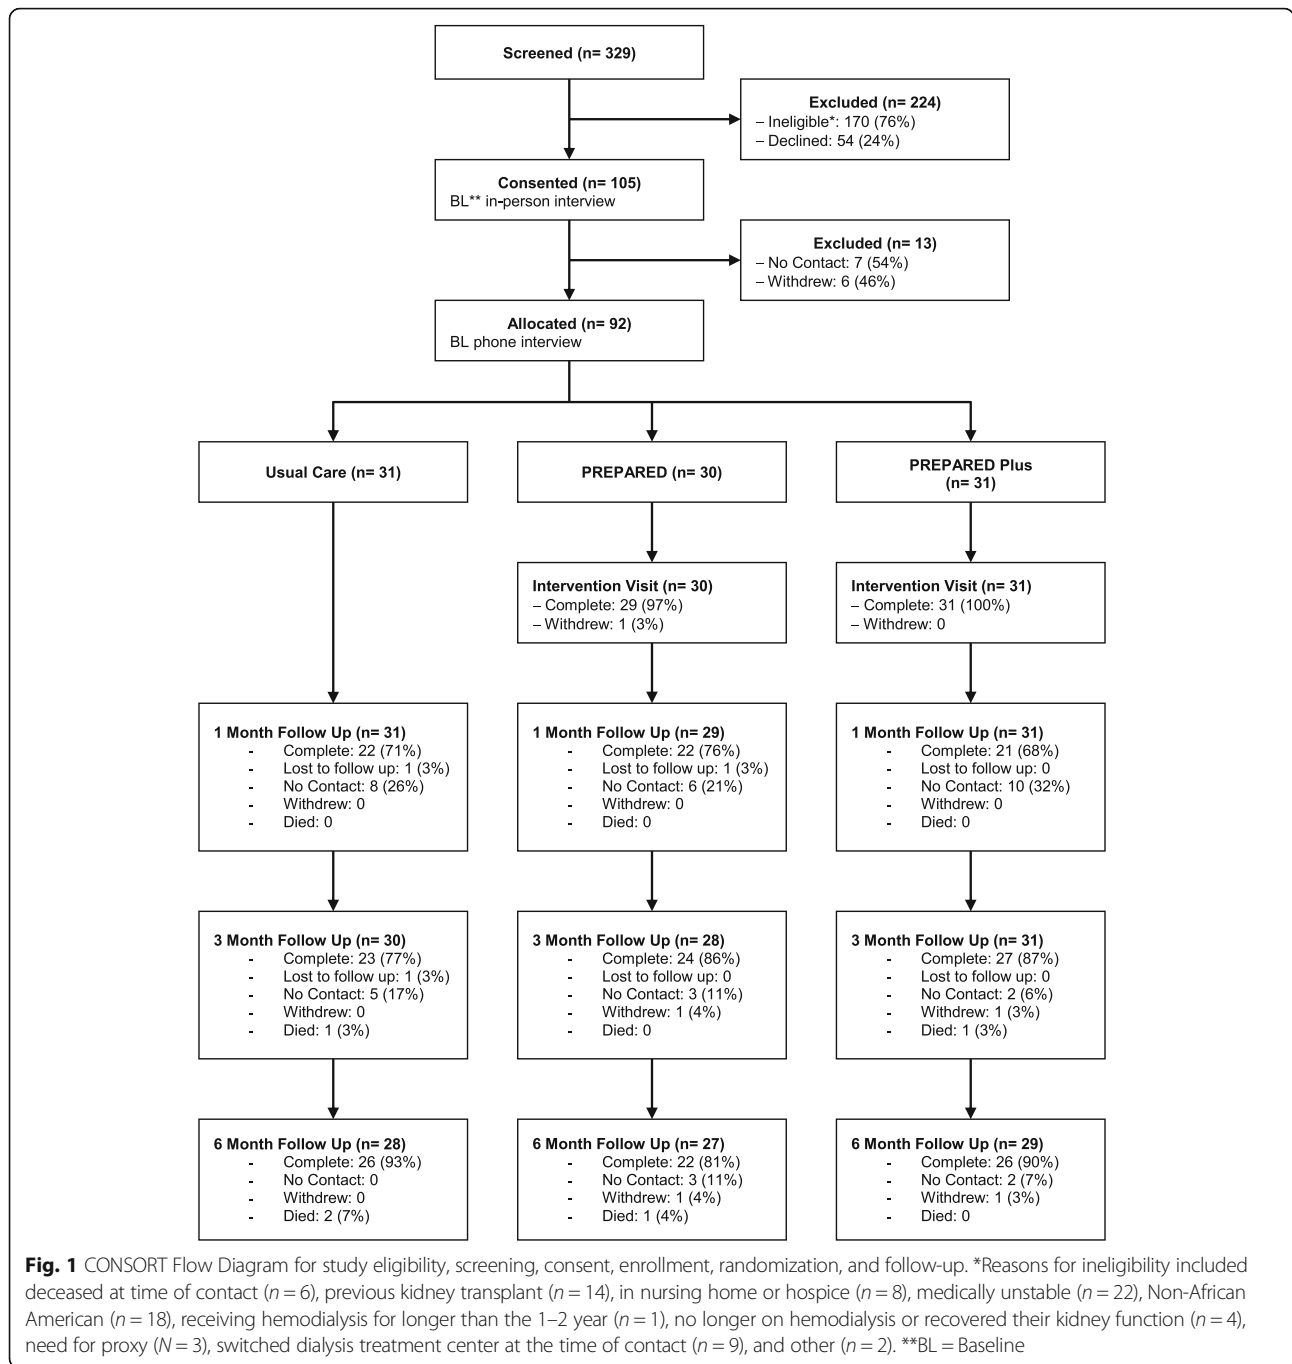 Screened (n= 329)
Excluded (n= 224)
– Ineligible*: 170 (76%)
– Declined: 54 (24%)
Consented (n= 105)
BL** in-person interview
Excluded (n= 13)
– No Contact: 7 (54%)
– Withdrew: 6 (46%)
Allocated (n= 92)
BL phone interview
Usual Care (n= 31)
PREPARED (n= 30)
PREPARED Plus
(n= 31)
Intervention Visit (n= 30)
– Complete: 29 (97%)
– Withdrew: 1 (3%)
Intervention Visit (n= 31)
– Complete: 31 (100%)
– Withdrew: 0
1 Month Follow Up (n= 31)
- Complete: 22 (71%)
- Lost to follow up: 1 (3%)
- No Contact: 8 (26%)
- Withdrew: 0
- Died: 0
1 Month Follow Up (n= 29)
- Complete: 22 (76%)
- Lost to follow up: 1 (3%)
- No Contact: 6 (21%)
- Withdrew: 0
- Died: 0
1 Month Follow Up (n= 31)
- Complete: 21 (68%)
- Lost to follow up: 0
- No Contact: 10 (32%)
- Withdrew: 0
- Died: 0
3 Month Follow Up (n= 30)
- Complete: 23 (77%)
- Lost to follow up: 1 (3%)
- No Contact: 5 (17%)
- Withdrew: 0
- Died: 1 (3%)
3 Month Follow Up (n= 28)
- Complete: 24 (86%)
- Lost to follow up: 0
- No Contact: 3 (11%)
- Withdrew: 1 (4%)
- Died: 0
3 Month Follow Up (n= 31)
- Complete: 27 (87%)
- Lost to follow up: 0
- No Contact: 2 (6%)
- Withdrew: 1 (3%)
- Died: 1 (3%)
6 Month Follow Up (n= 28)
- Complete: 26 (93%)
- No Contact: 0
- Withdrew: 0
- Died: 2 (7%)
6 Month Follow Up (n= 27)
- Complete: 22 (81%)
- No Contact: 3 (11%)
- Withdrew: 1 (4%)
- Died: 1 (4%)
6 Month Follow Up (n= 29)
- Complete: 26 (90%)
- No Contact: 2 (7%)
- Withdrew: 1 (3%)
- Died: 0
Fig. 1 CONSORT Flow Diagram for study eligibility, screening, consent, enrollment, randomization, and follow-up. *Reasons for ineligibility included
deceased at time of contact (n = 6), previous kidney transplant (n = 14), in nursing home or hospice (n = 8), medically unstable (n = 22), Non-African
American (n = 18), receiving hemodialysis for longer than the 1–2 year (n = 1), no longer on hemodialysis or recovered their kidney function (n = 4),
need for proxy (N = 3), switched dialysis treatment center at the time of contact (n = 9), and other (n = 2). **BL = Baseline